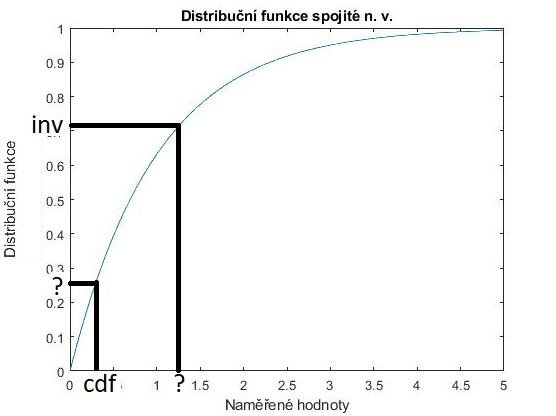 Distribuční funkce spojité n. v.
1
0.9
0.8
inv
0.6
0.5
0.4
0.3
?
0.2
0.1
0
Distribuční funkce
0 cdf 1 ? 1.5 2 2.5 3 3.5 4 4.5 5
Naměřené hodnoty